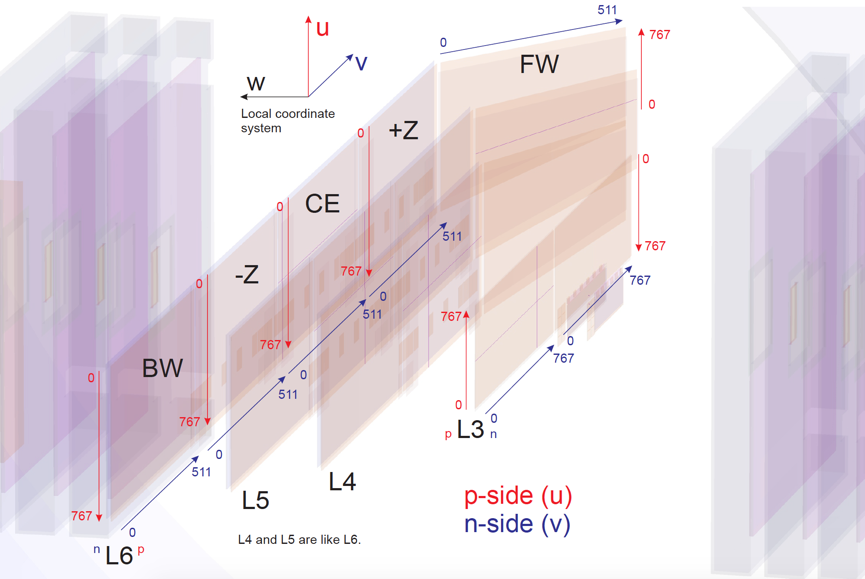 511
0
767
u
v
FW
w
Local coordinate
system
0
+Z
0
0
CE
0
-Z
0
511
767
767
0
767
767
511
0
767
767
0
BW
0
0
767
511
767
0
0
p L3 n
511
0
L4
L5
p-side (u)
n-side (v)
767
0
L4 and L5 are like L6.
n L6 p